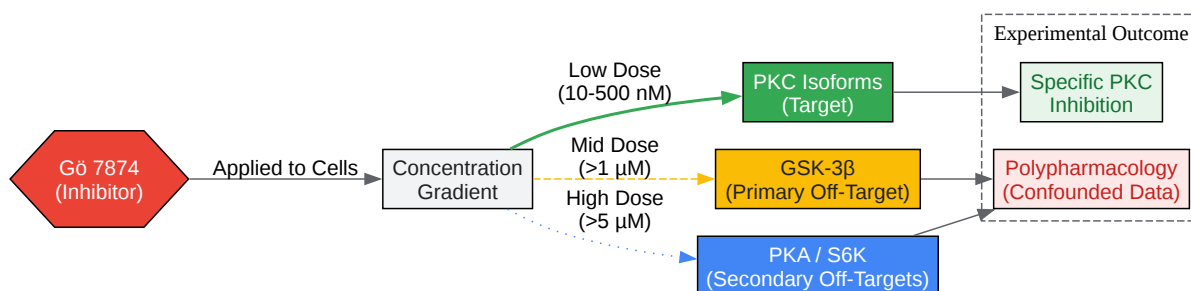 Experimental Outcome
Low Dose
(10-500 nM)
PKC Isoforms
(Target)
Specific PKC
Inhibition
Gö 7874
(Inhibitor)
Applied to Cells
Concentration
Gradient
Mid Dose
(>1 µM)
GSK-3β
(Primary Off-Target)
Polypharmacology
(Confounded Data)
High Dose
(>5 µM)
PKA / S6K
(Secondary Off-Targets)